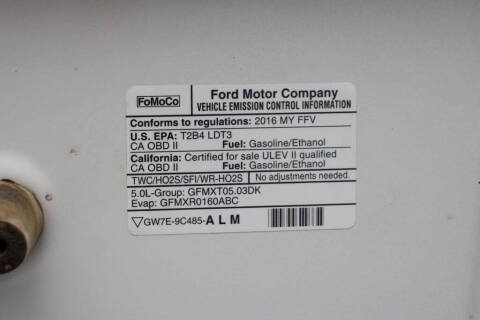 FoMoCo
Ford Motor Company
VEHICLE EMISSION CONTROL INFORMATION
Conforms to regulations: 2016 MY FFV
U.S. EPA: T2B4 LDT3
CA OBD II Fuel: Gasoline/Ethanol
California: Certified for sale ULEV II qualified
CA OBD II Fuel: Gasoline/Ethanol
TWC/HO2S/SFI/WR-HO2S No adjustments needed.
5.0L-Group: GFMXT05.03DK
Evap: GFMXR0160ABC
GW7E-9C485-ALM